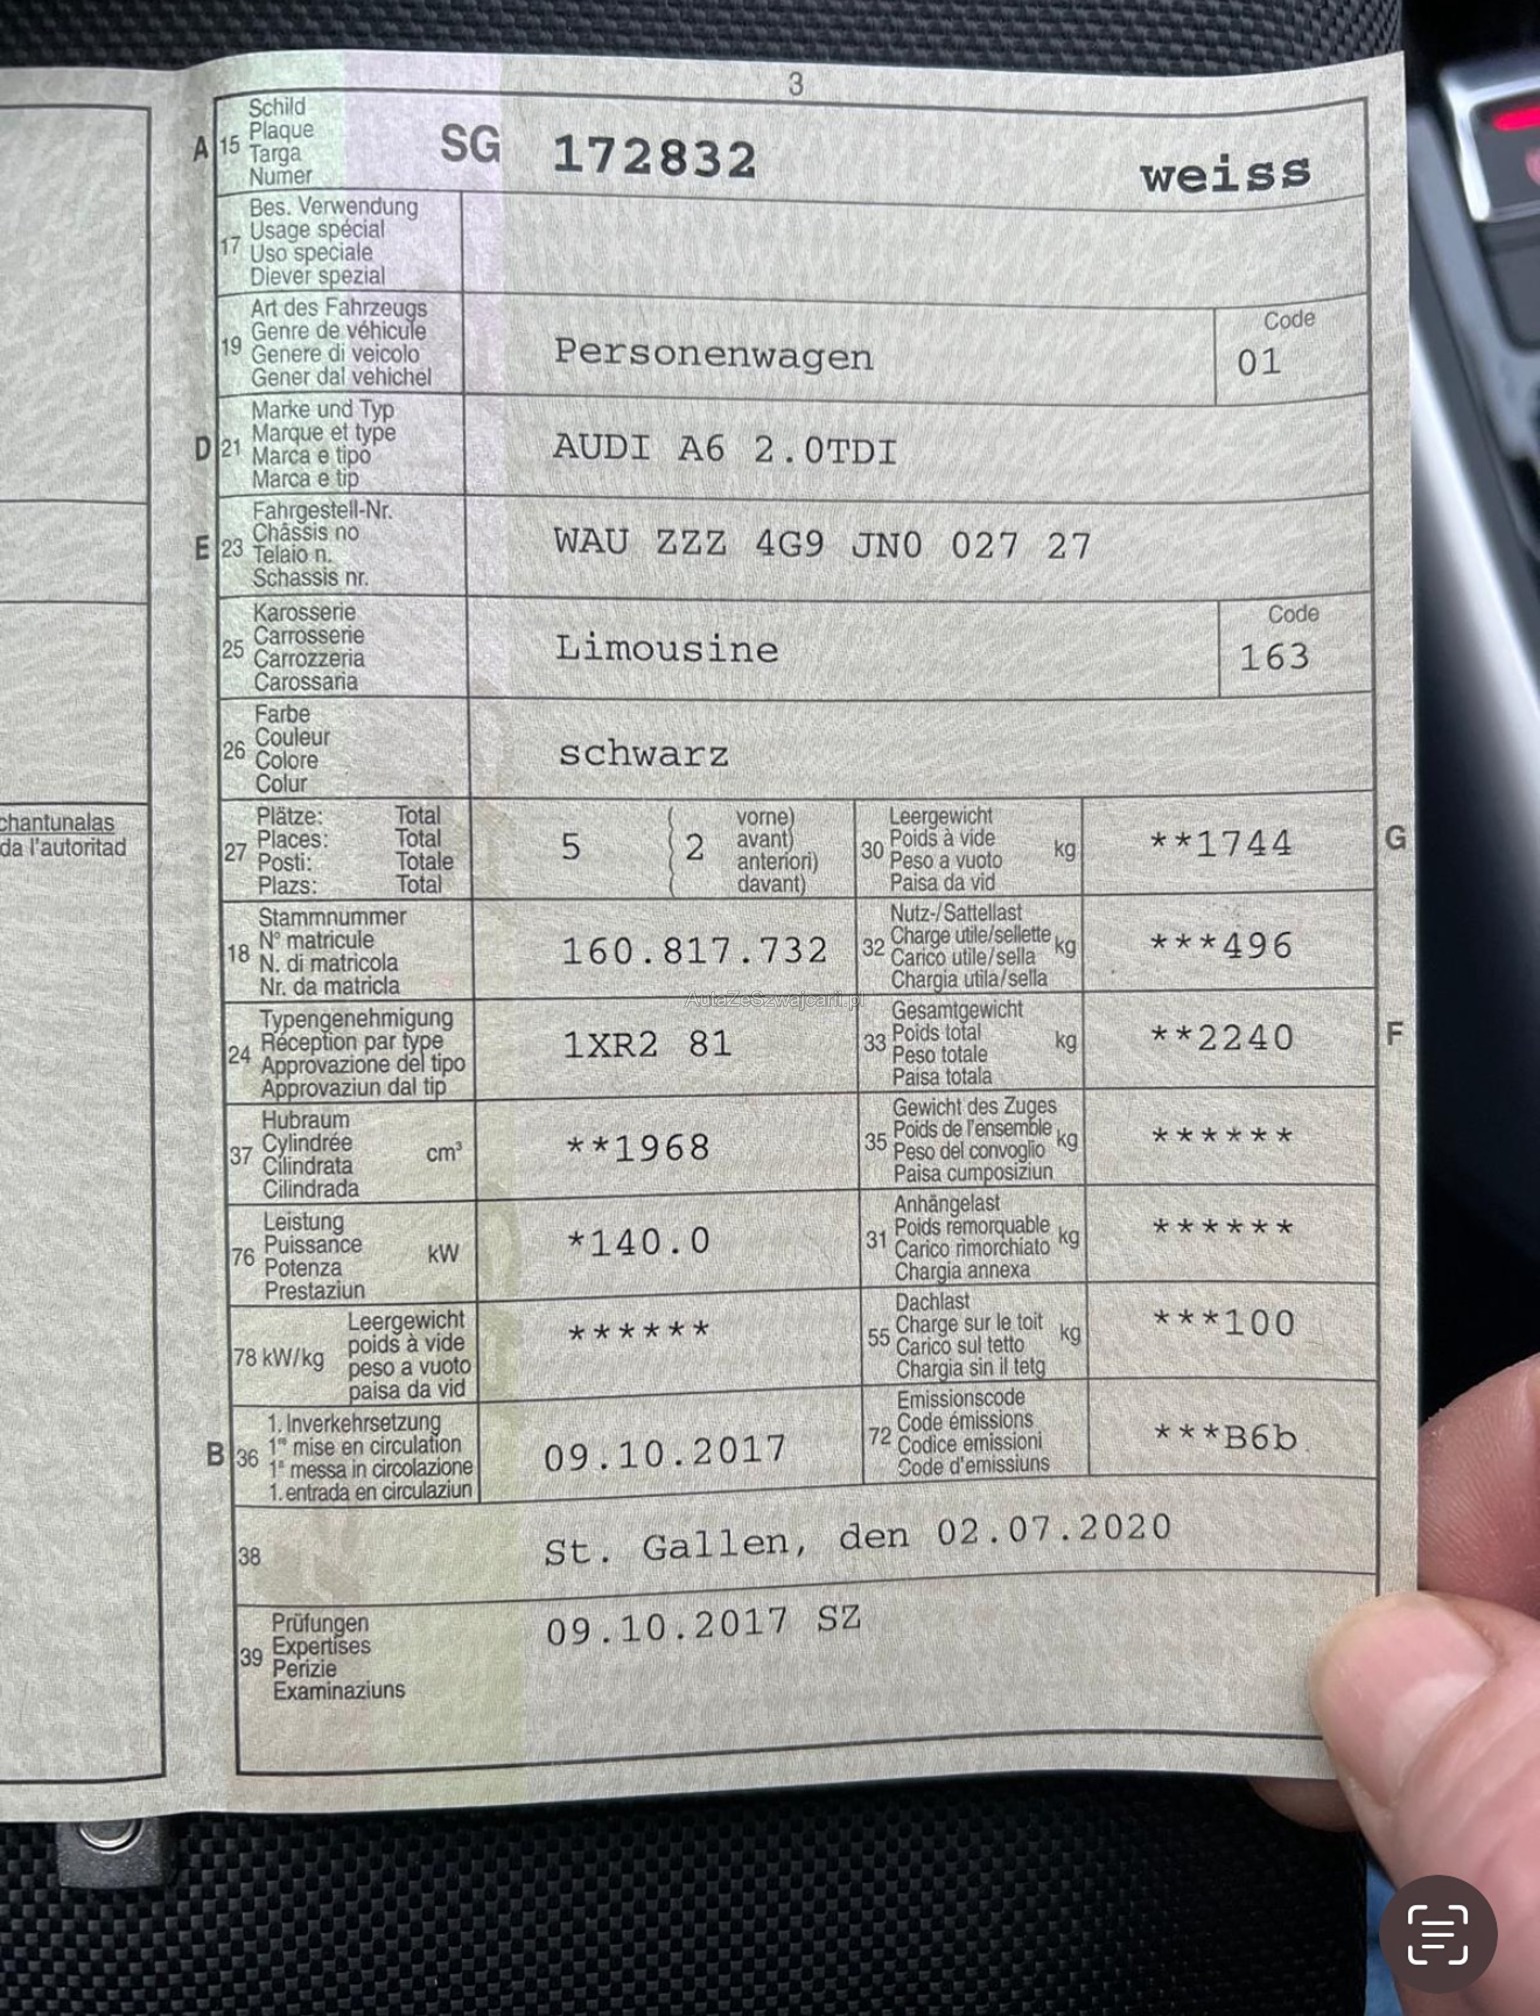 3
A 15 Schild
Plaque
Targa
Numer
SG 172832 weiss
17 Bes. Verwendung
Usage spécial
Uso speciale
Diever spezial
19 Art des Fahrzeugs
Genre de véhicule
Genere di veicolo
Gener dal vehichel
Personenwagen
Code
01
D 21 Marke und Typ
Marque et type
Marca e tipo
Marca e tip
AUDI A6 2.0TDI
E 23 Fahrgestell-Nr.
Châssis no
Telaio n.
Schassis nr.
WAU ZZZ 4G9 JN0 027 27
25 Karosserie
Carrosserie
Carrozzeria
Carossaria
Limousine
Code
163
26 Farbe
Couleur
Colore
Colur
schwarz
chantunalas
da l'autoritad
27 Plätze: Total
Places: Total
Posti: Totale
Plazs: Total
5 ( 2 vorne)
avant)
anteriori)
davant)
30 Leergewicht
Poids à vide
Peso a vuoto
Paisa da vid
kg **1744 G
18 Stammnummer
N° matricule
N. di matricola
Nr. da matricla
160.817.732
32 Nutz-/Sattellast
Charge utile/sellette
Carico utile/sella
Chargia utila/sella
kg ***496
AutaZeSzwajcarii.pl
24 Typengenehmigung
Réception par type
Approvazione del tipo
Approvaziun dal tip
1XR2 81
33 Gesamtgewicht
Poids total
Peso totale
Paisa totala
kg **2240 F
37 Hubraum
Cylindrée
Cilindrata
Cilindrada
cm³ **1968
35 Gewicht des Zuges
Poids de l'ensemble
Peso del convoglio
Paisa cumposiziun
kg ******
76 Leistung
Puissance
Potenza
Prestaziun
kW *140.0
31 Anhängelast
Poids remorquable
Carico rimorchiato
Chargia annexa
kg ******
78 kW/kg Leergewicht
poids à vide
peso a vuoto
paisa da vid
******
55 Dachlast
Charge sur le toit
Carico sul tetto
Chargia sin il tetg
kg ***100
B 36 1. Inverkehrsetzung
1re mise en circulation
1a messa in circolazione
1. entrada en circulaziun
09.10.2017
72 Emissionscode
Code émissions
Codice emissioni
Code d'emissiuns
***B6b
38 St. Gallen, den 02.07.2020
39 Prüfungen
Expertises
Perizie
Examinaziuns
09.10.2017 SZ